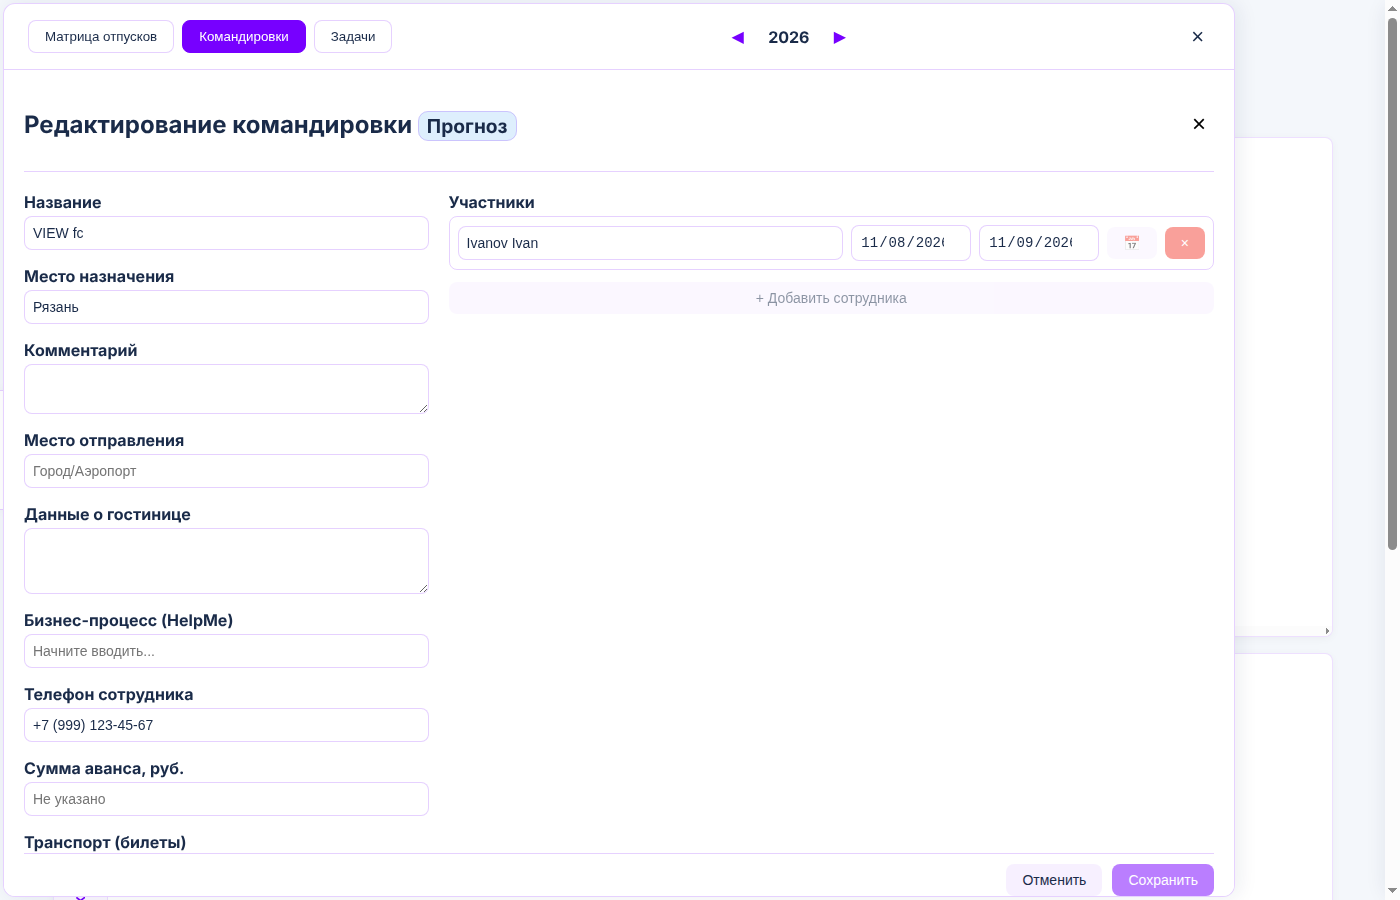 Матрица отпусков
Командировки
Задачи
◀ 2026 ▶
×
Редактирование командировки Прогноз
×
Название
VIEW fc
Место назначения
Рязань
Комментарий
Место отправления
Город/Аэропорт
Данные о гостинице
Бизнес-процесс (HelpMe)
Начните вводить...
Телефон сотрудника
+7 (999) 123-45-67
Сумма аванса, руб.
Не указано
Транспорт (билеты)
Участники
Ivanov Ivan
11/08/2026
11/09/2026
×
+ Добавить сотрудника
Отменить
Сохранить